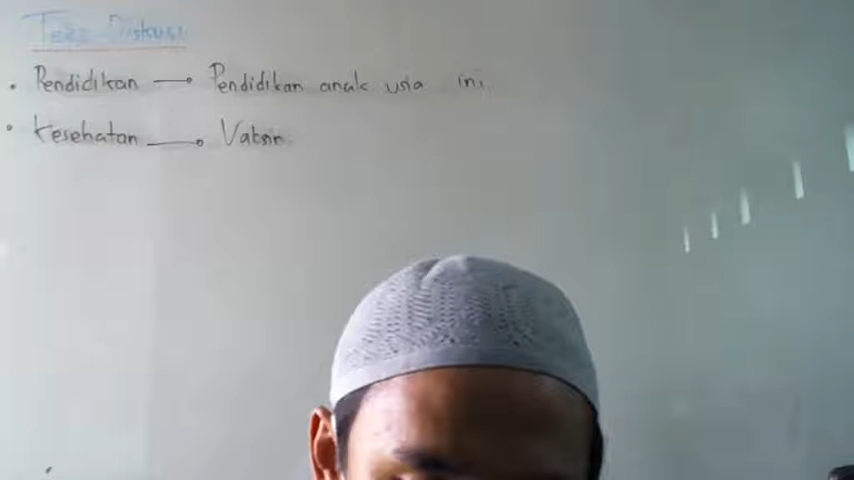 Teks Diskusi
• Pendidikan → Pendidikan anak usia ini.
• Kesehatan → Vaksin